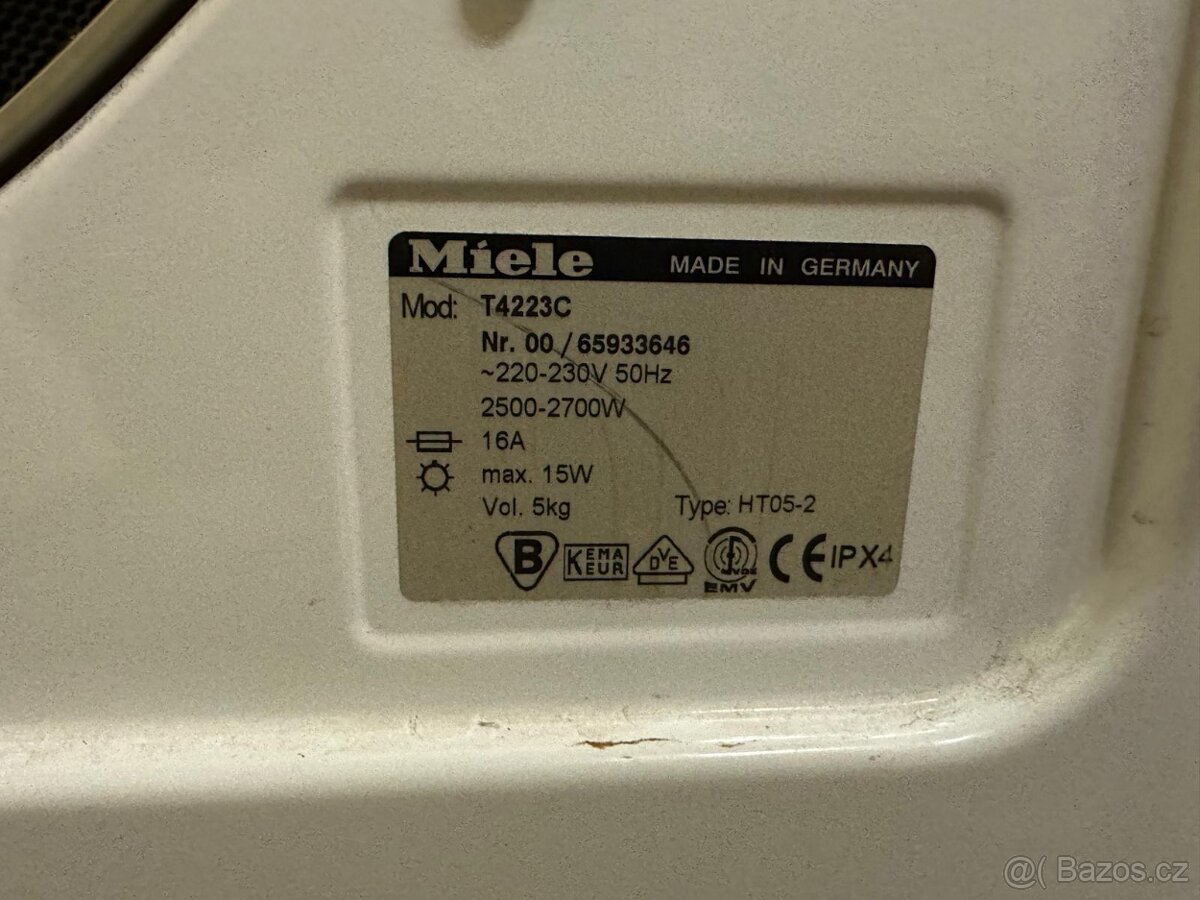 Miele MADE IN GERMANY
Mod: T4223C
Nr. 00 / 65933646
~220-230V 50Hz
2500-2700W
16A
max. 15W
Vol. 5kg Type: HT05-2
B KEMA KEUR DVE VDE EMV CE IPX4
@( Bazos.cz